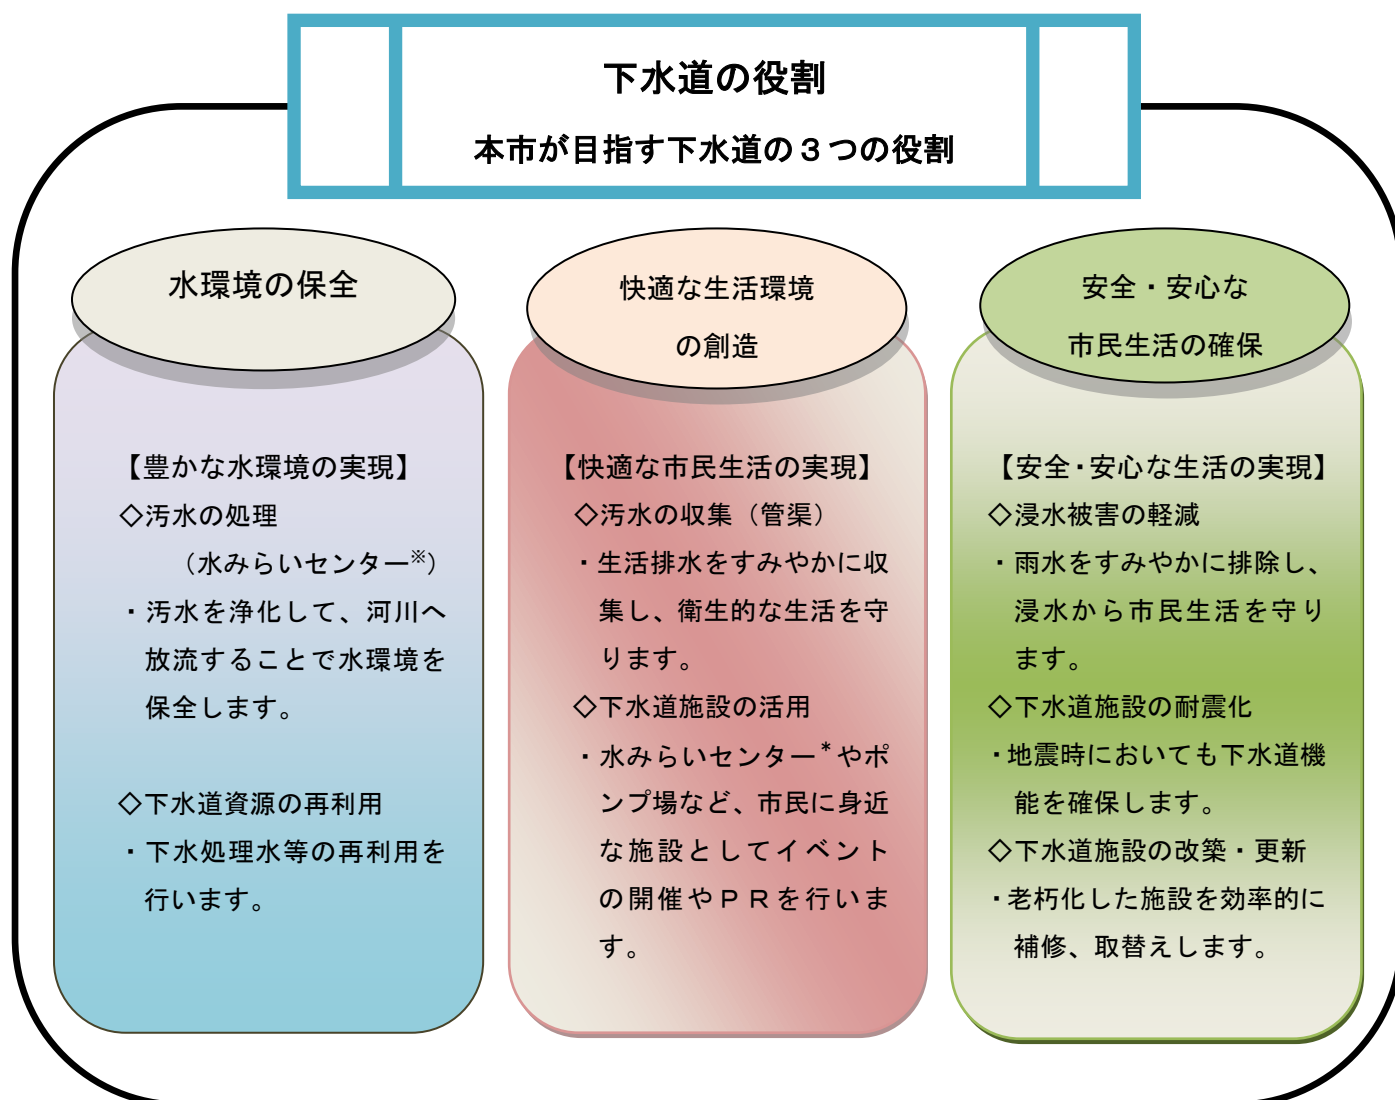 下水道の役割
本市が目指す下水道の３つの役割
水環境の保全
【豊かな水環境の実現】
◇汚水の処理
（水みらいセンター※）
・汚水を浄化して、河川へ
放流することで水環境を
保全します。
◇下水道資源の再利用
・下水処理水等の再利用を
行います。
快適な生活環境
の創造
【快適な市民生活の実現】
◇汚水の収集（管渠）
・生活排水をすみやかに収
集し、衛生的な生活を守
ります。
◇下水道施設の活用
・水みらいセンター＊やポ
ンプ場など、市民に身近
な施設としてイベント
の開催やＰＲを行いま
す。
安全・安心な
市民生活の確保
【安全・安心な生活の実現】
◇浸水被害の軽減
・雨水をすみやかに排除し、
浸水から市民生活を守り
ます。
◇下水道施設の耐震化
・地震時においても下水道機
能を確保します。
◇下水道施設の改築・更新
・老朽化した施設を効率的に
補修、取替えします。